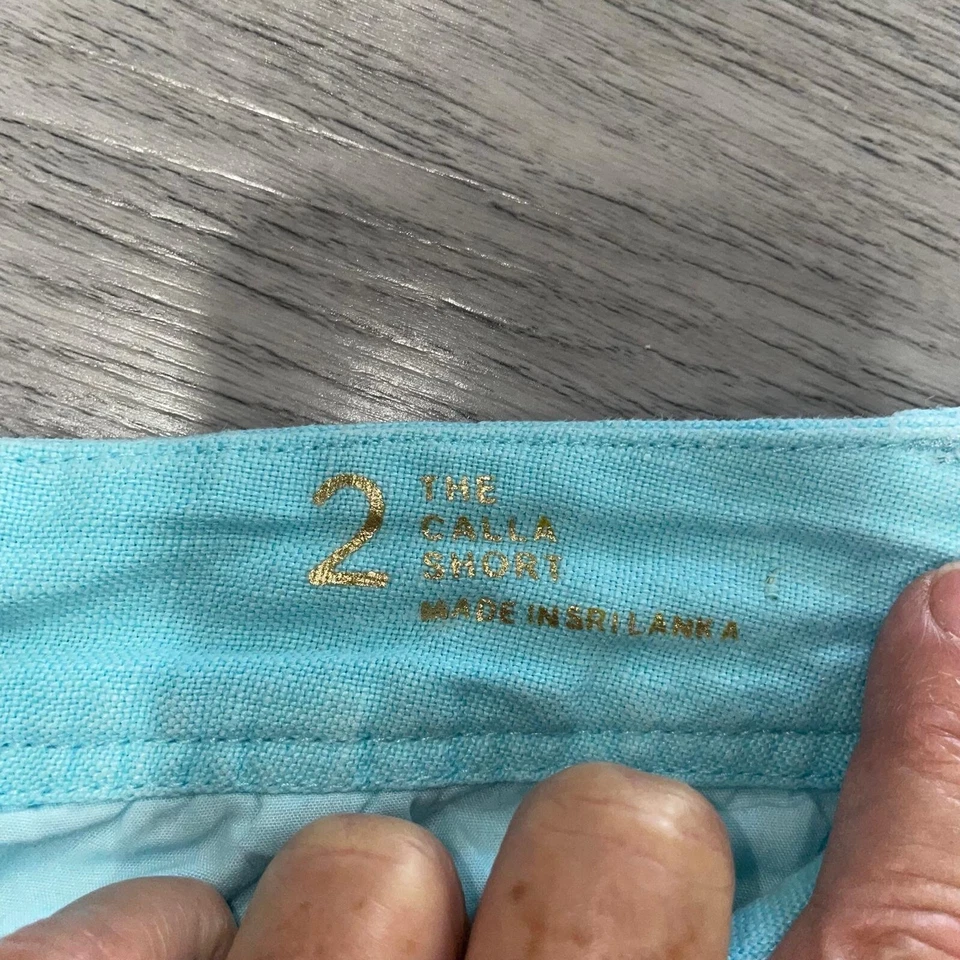 2
THE
CALLA
SHORT
MADE IN SRI LANKA